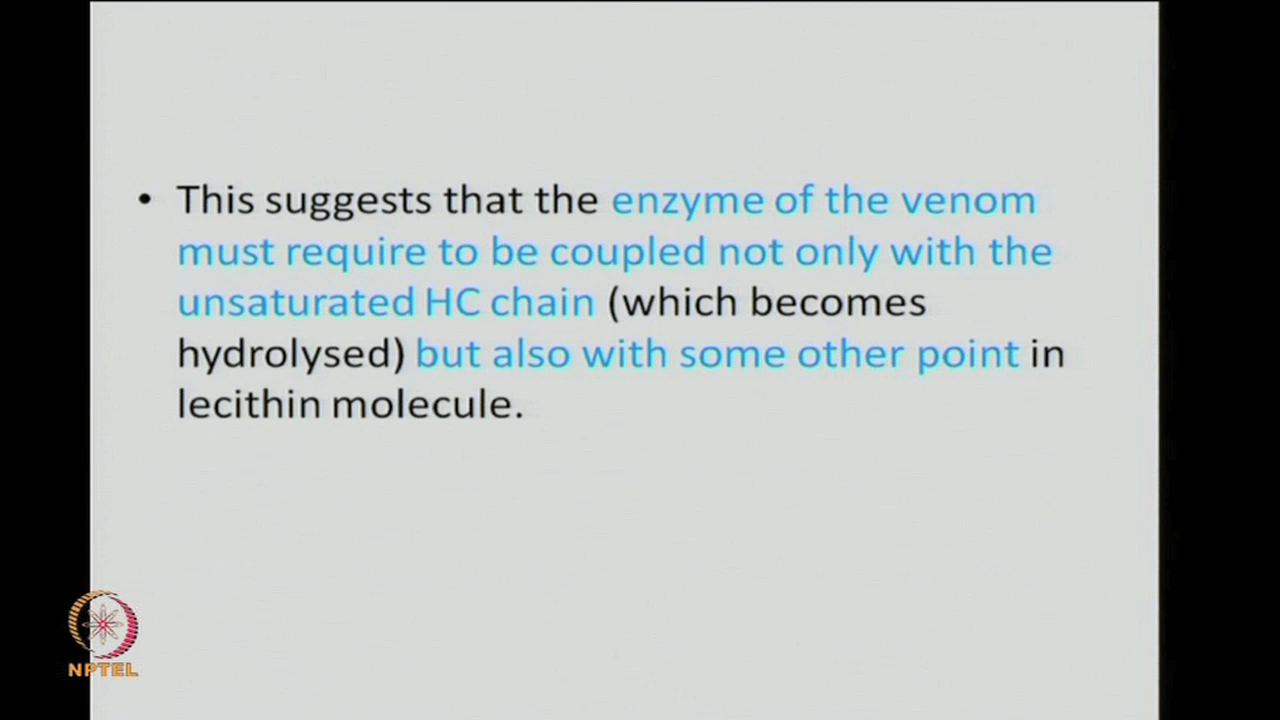 • This suggests that the enzyme of the venom
must require to be coupled not only with the
unsaturated HC chain (which becomes
hydrolysed) but also with some other point in
lecithin molecule.
NPTEL